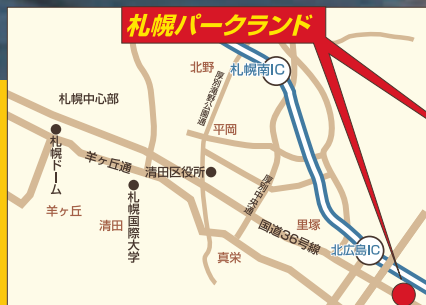 札幌パークランド
北野
札幌南IC
厚別滝野公園通
札幌中心部
平岡
羊ヶ丘通
清田区役所
札幌ドーム
札幌国際大学
厚別中央通
羊ヶ丘
清田
里塚
国道36号線
真栄
北広島IC